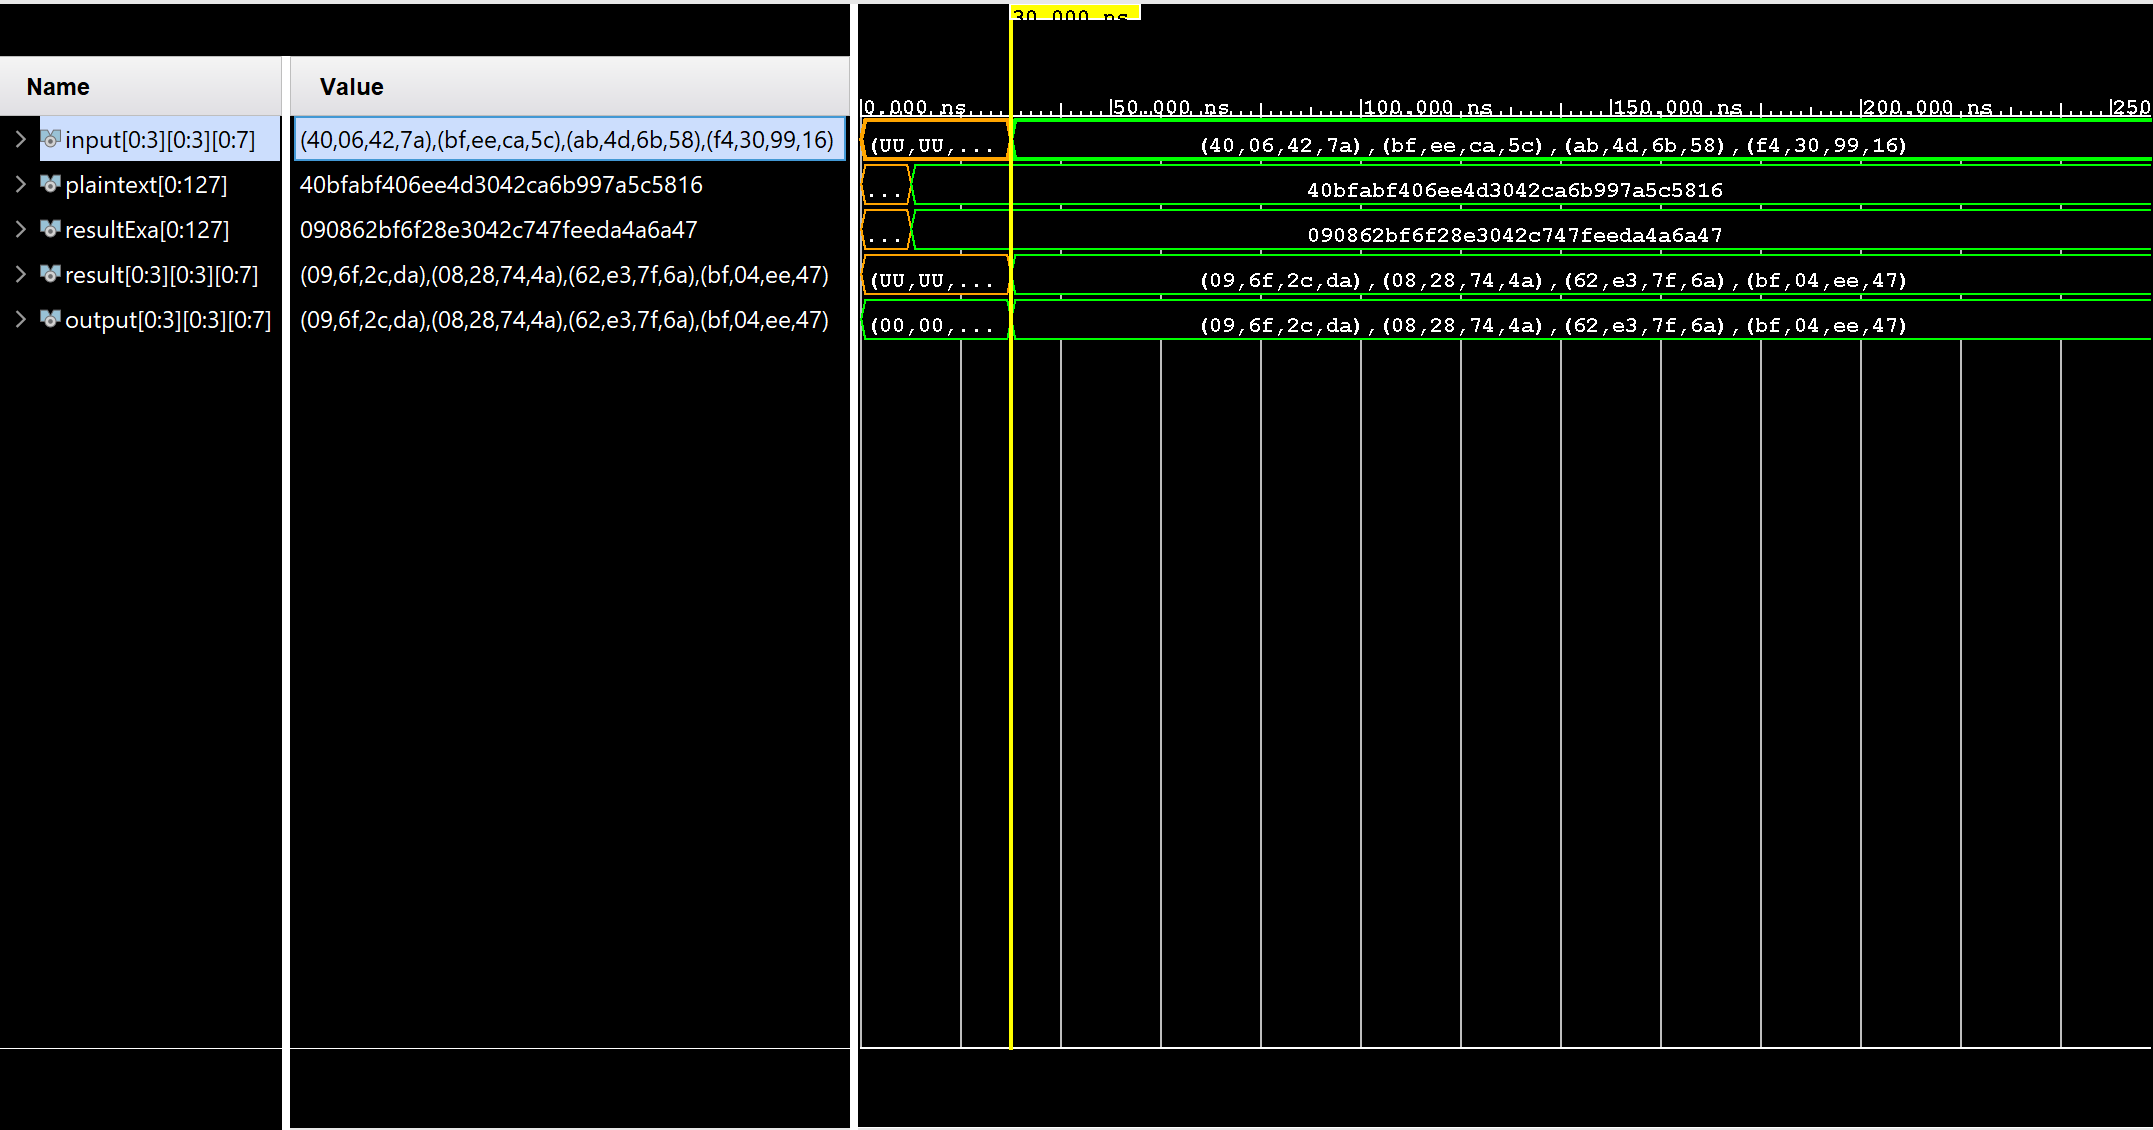 30.000 ns
Name Value
0.000 ns 50.000 ns 100.000 ns 150.000 ns 200.000 ns 250
input[0:3][0:3][0:7] (40,06,42,7a),(bf,ee,ca,5c),(ab,4d,6b,58),(f4,30,99,16) (UU,UU,... (40,06,42,7a),(bf,ee,ca,5c),(ab,4d,6b,58),(f4,30,99,16)
plaintext[0:127] 40bfabf406ee4d3042ca6b997a5c5816 ... 40bfabf406ee4d3042ca6b997a5c5816
resultExa[0:127] 090862bf6f28e3042c747feeda4a6a47 ... 090862bf6f28e3042c747feeda4a6a47
result[0:3][0:3][0:7] (09,6f,2c,da),(08,28,74,4a),(62,e3,7f,6a),(bf,04,ee,47) (UU,UU,... (09,6f,2c,da),(08,28,74,4a),(62,e3,7f,6a),(bf,04,ee,47)
output[0:3][0:3][0:7] (09,6f,2c,da),(08,28,74,4a),(62,e3,7f,6a),(bf,04,ee,47) (00,00,... (09,6f,2c,da),(08,28,74,4a),(62,e3,7f,6a),(bf,04,ee,47)